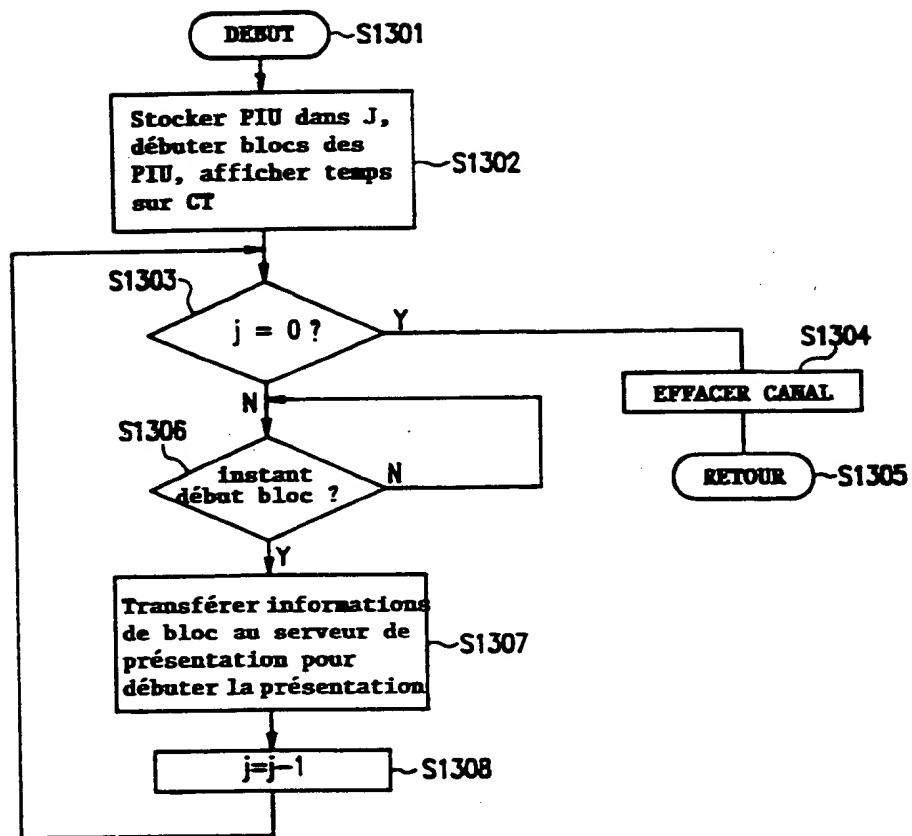 DEBUT
S1301
Stocker PIU dans J,
débuter blocs des
PIU, afficher temps
sur CT
S1302
S1303
j = 0 ?
Y
S1304
EFFACER CANAL
N
S1306
instant
début bloc ?
N
RETOUR
S1305
Y
Transférer informations
de bloc au serveur de
présentation pour
débuter la présentation
S1307
j=j-1
S1308